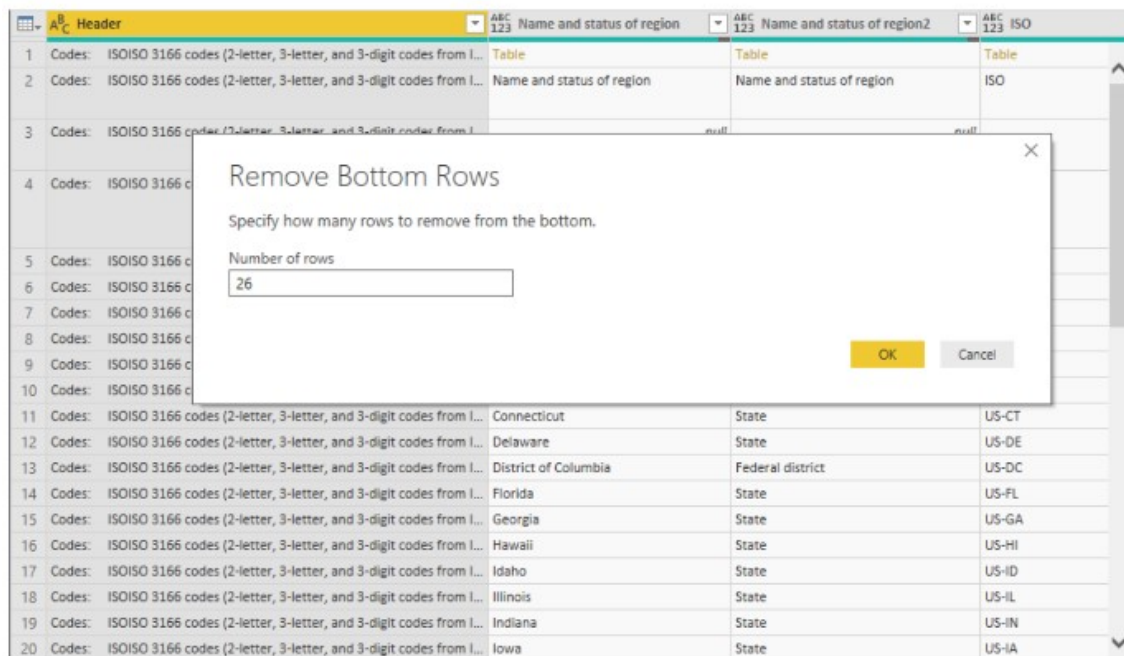 ABC Header ABC 123 Name and status of region ABC 123 Name and status of region2 ABC 123 ISO
1 Codes: ISOISO 3166 codes (2-letter, 3-letter, and 3-digit codes from I... Table Table Table
2 Codes: ISOISO 3166 codes (2-letter, 3-letter, and 3-digit codes from I... Name and status of region Name and status of region ISO
3 Codes: ISOISO 3166 codes (2-letter, 3-letter, and 3-digit codes from I... null null
4 Codes: ISOISO 3166 c
Remove Bottom Rows
Specify how many rows to remove from the bottom.
5 Codes: ISOISO 3166 c
Number of rows
6 Codes: ISOISO 3166 c
26
7 Codes: ISOISO 3166 c
8 Codes: ISOISO 3166 c
9 Codes: ISOISO 3166 c
OK Cancel
10 Codes: ISOISO 3166 c
11 Codes: ISOISO 3166 codes (2-letter, 3-letter, and 3-digit codes from I... Connecticut State US-CT
12 Codes: ISOISO 3166 codes (2-letter, 3-letter, and 3-digit codes from I... Delaware State US-DE
13 Codes: ISOISO 3166 codes (2-letter, 3-letter, and 3-digit codes from I... District of Columbia Federal district US-DC
14 Codes: ISOISO 3166 codes (2-letter, 3-letter, and 3-digit codes from I... Florida State US-FL
15 Codes: ISOISO 3166 codes (2-letter, 3-letter, and 3-digit codes from I... Georgia State US-GA
16 Codes: ISOISO 3166 codes (2-letter, 3-letter, and 3-digit codes from I... Hawaii State US-HI
17 Codes: ISOISO 3166 codes (2-letter, 3-letter, and 3-digit codes from I... Idaho State US-ID
18 Codes: ISOISO 3166 codes (2-letter, 3-letter, and 3-digit codes from I... Illinois State US-IL
19 Codes: ISOISO 3166 codes (2-letter, 3-letter, and 3-digit codes from I... Indiana State US-IN
20 Codes: ISOISO 3166 codes (2-letter, 3-letter, and 3-digit codes from I... Iowa State US-IA